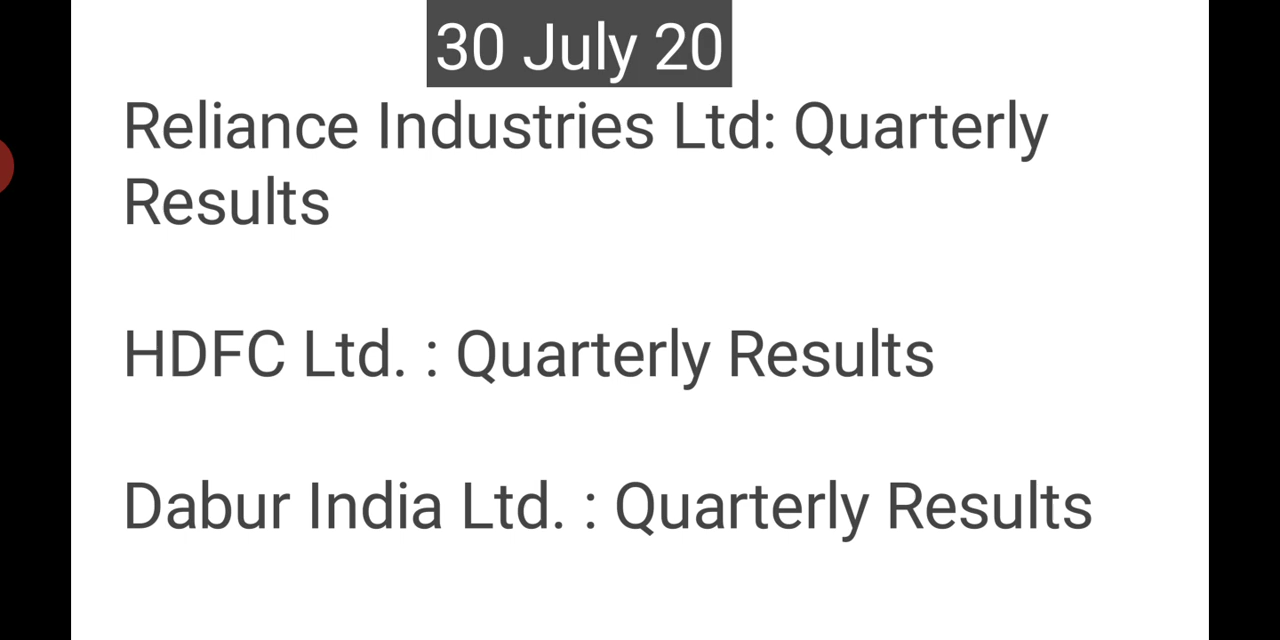 30 July 20
Reliance Industries Ltd: Quarterly
Results
HDFC Ltd. : Quarterly Results
Dabur India Ltd. : Quarterly Results